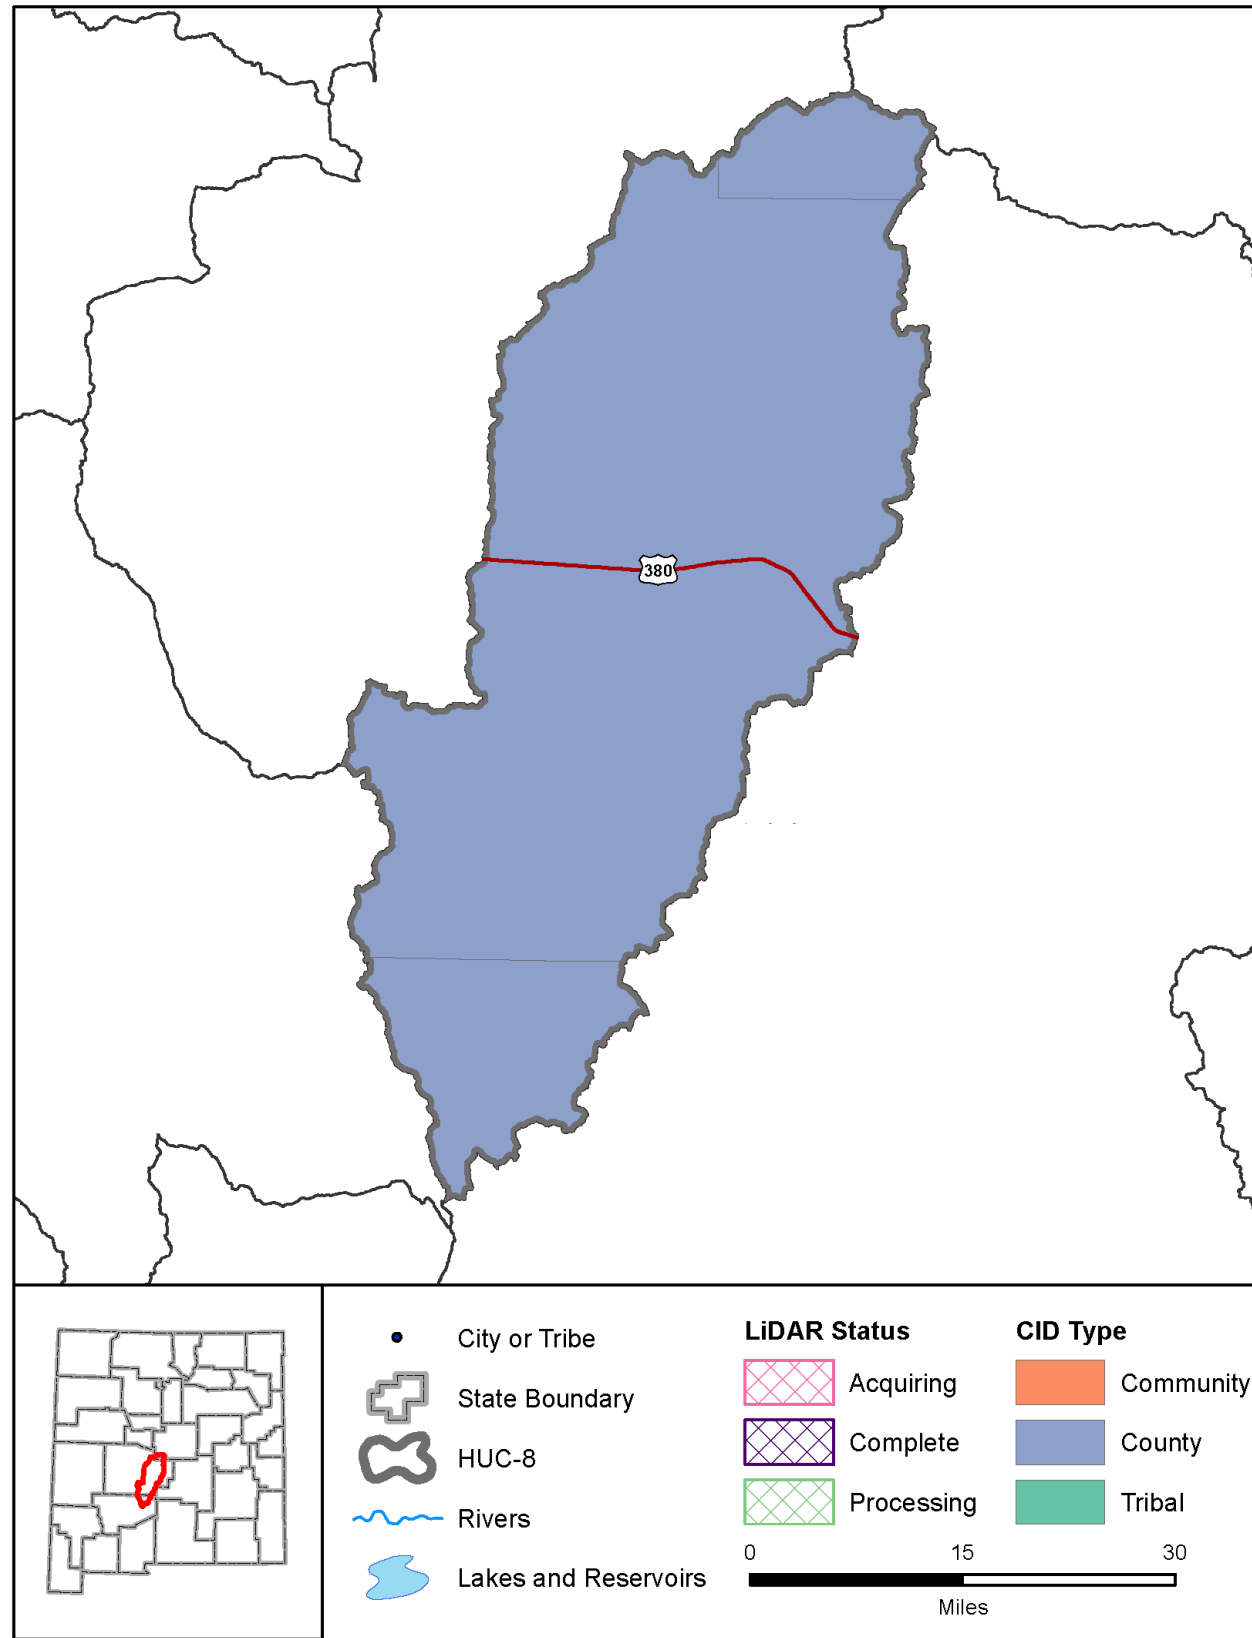 380
City or Tribe
State Boundary
HUC-8
Rivers
Lakes and Reservoirs
LiDAR Status
Acquiring
Complete
Processing
CID Type
Community
County
Tribal
0 15 30
Miles